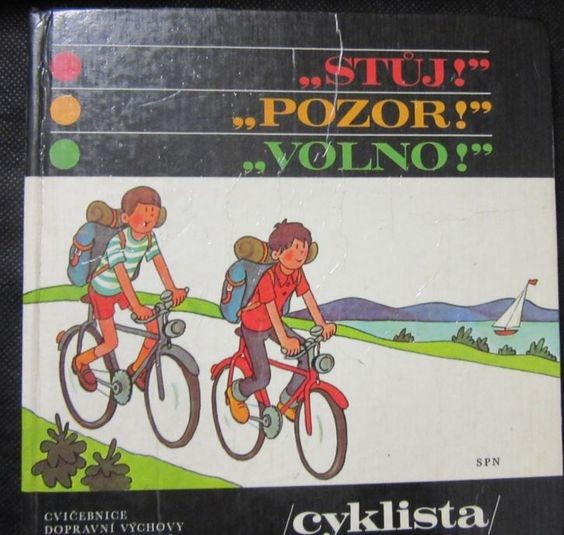 „STŮJ!”
„POZOR!”
„VOLNO!”
SPN
CVIČEBNICE
DOPRAVNÍ VÝCHOVY
/cyklista/